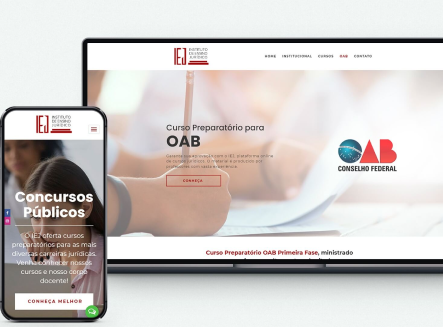 IEJ INSTITUTO
DE ENSINO
JURÍDICO
HOME INSTITUCIONAL CURSOS OAB CONTATO
Curso Preparatório para
OAB
CONHEÇA
OAB
CONSELHO FEDERAL
Curso Preparatório OAB Primeira Fase, ministrado
IEJ INSTITUTO
DE ENSINO
JURÍDICO
Concursos
Públicos
O IEJ oferta cursos
preparatórios para as mais
diversas carreiras jurídicas.
Venha conhecer nossos
cursos e nosso corpo
docente!
CONHEÇA MELHOR